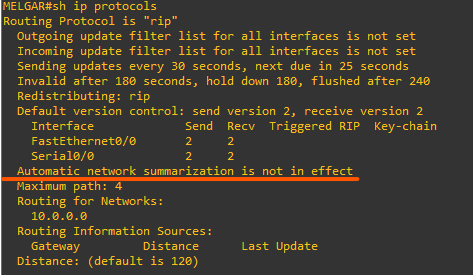 MELGAR#sh ip protocols
Routing Protocol is "rip"
Outgoing update filter list for all interfaces is not set
Incoming update filter list for all interfaces is not set
Sending updates every 30 seconds, next due in 25 seconds
Invalid after 180 seconds, hold down 180, flushed after 240
Redistributing: rip
Default version control: send version 2, receive version 2
Interface Send Recv Triggered RIP Key-chain
FastEthernet0/0 2 2
Serial0/0 2 2
Automatic network summarization is not in effect
Maximum path: 4
Routing for Networks:
10.0.0.0
Routing Information Sources:
Gateway Distance Last Update
Distance: (default is 120)